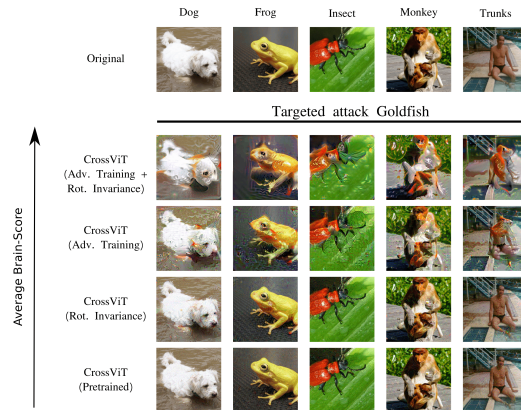 Dog Frog Insect Monkey Trunks
Original
Targeted attack Goldfish
Average Brain-Score
CrossViT
(Adv. Training +
Rot. Invariance)
CrossViT
(Adv. Training)
CrossViT
(Rot. Invariance)
CrossViT
(Pretrained)